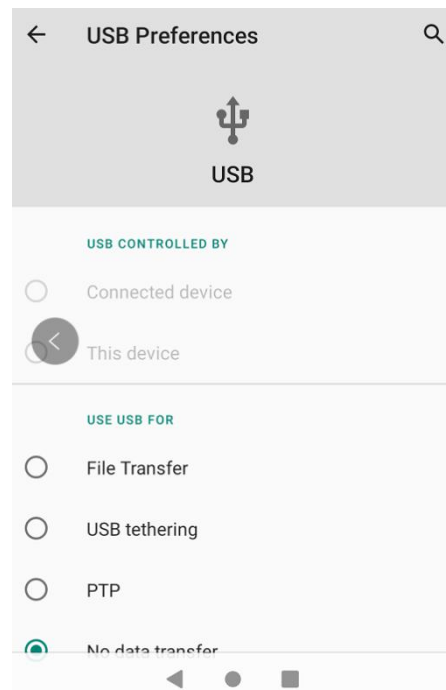 USB Preferences
USB
USB CONTROLLED BY
Connected device
This device
USE USB FOR
File Transfer
USB tethering
PTP
No data transfer